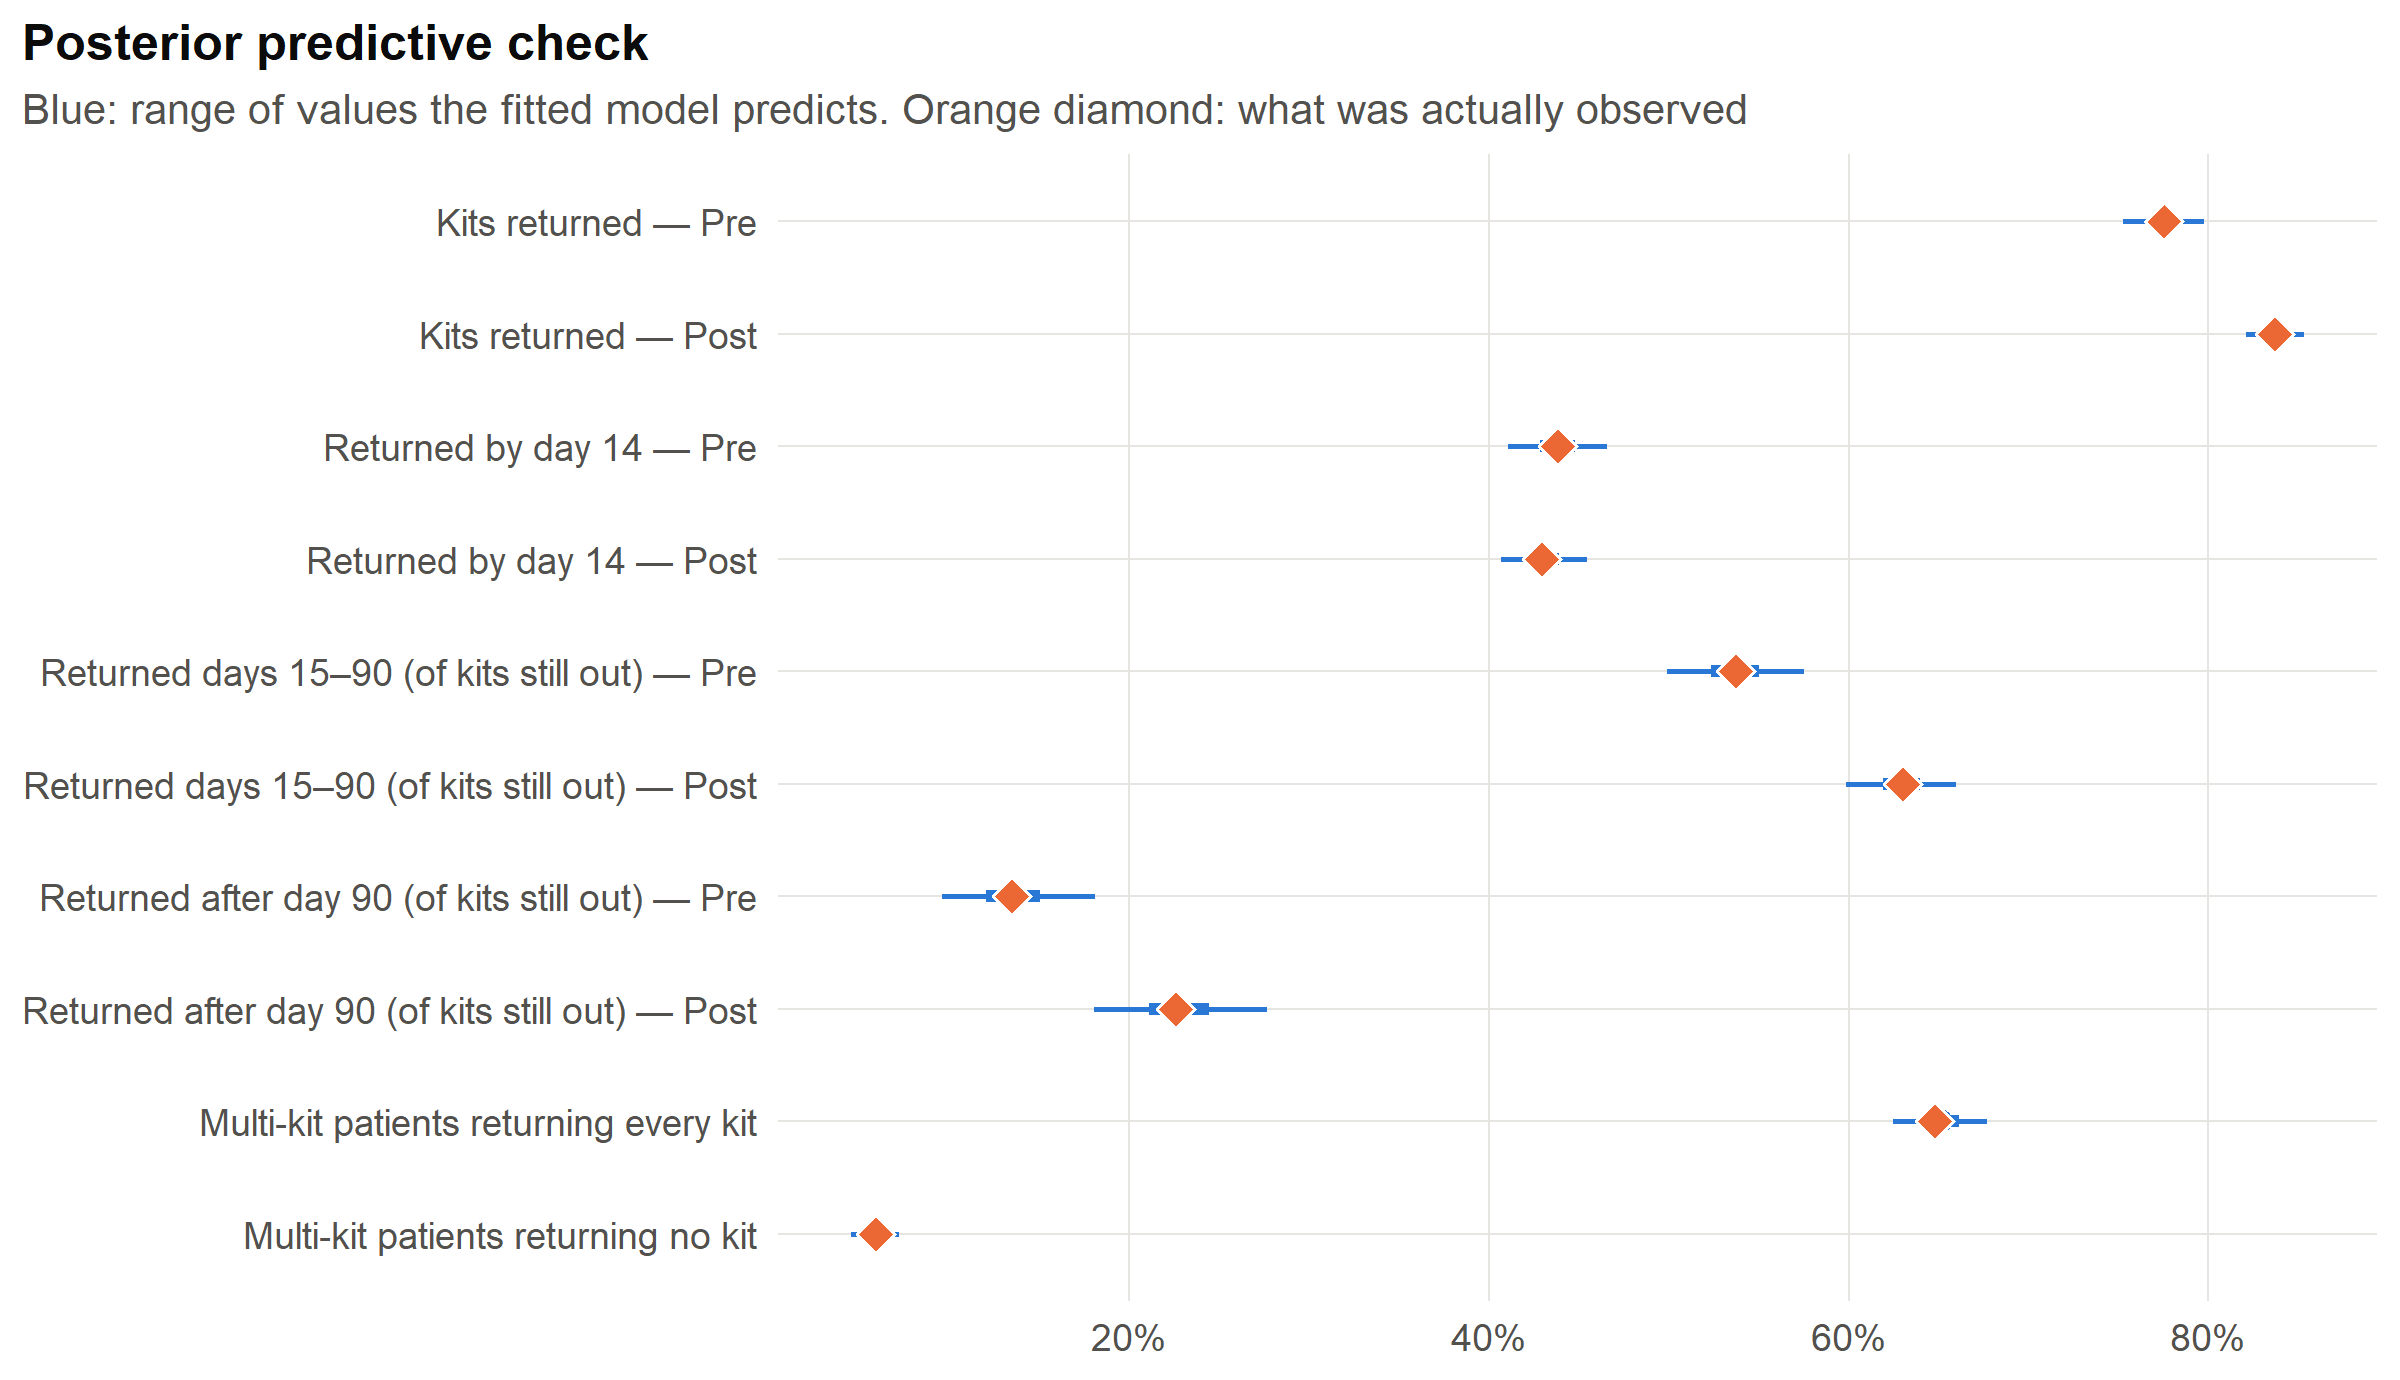 Posterior predictive check
Blue: range of values the fitted model predicts. Orange diamond: what was actually observed
Kits returned — Pre
Kits returned — Post
Returned by day 14 — Pre
Returned by day 14 — Post
Returned days 15–90 (of kits still out) — Pre
Returned days 15–90 (of kits still out) — Post
Returned after day 90 (of kits still out) — Pre
Returned after day 90 (of kits still out) — Post
Multi-kit patients returning every kit
Multi-kit patients returning no kit
20% 40% 60% 80%